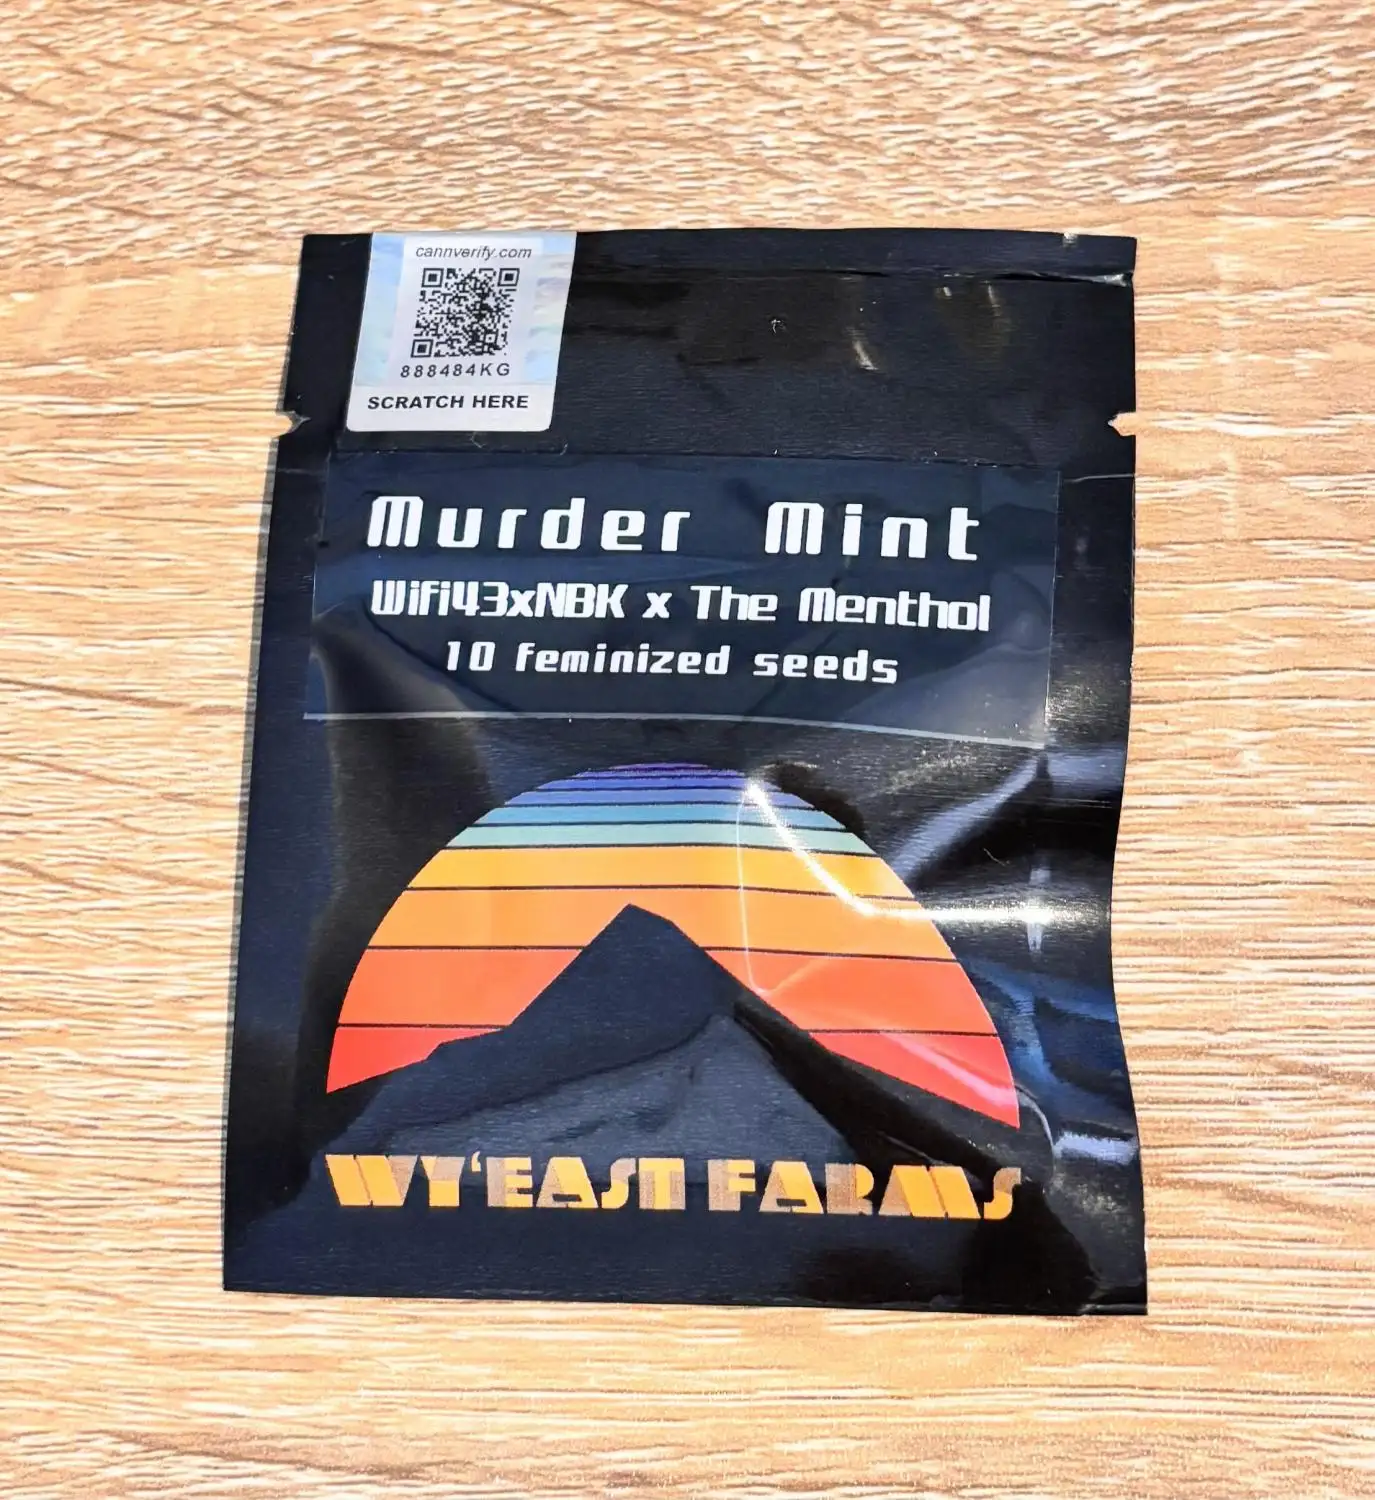 cannverify.com
888484KG
SCRATCH HERE
Murder Mint
Wifi43xNBK x The Menthol
10 feminized seeds
WY'EAST FARMS